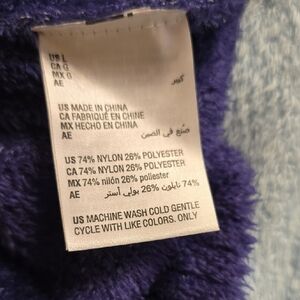 US L
CA G
MX G
AE كبير
US MADE IN CHINA
CA FABRIQUÉ EN CHINE
MX HECHO EN CHINA
AE صنع في الصين
US 74% NYLON 26% POLYESTER
CA 74% NYLON 26% POLYESTER
MX 74% nilón 26% poliester
AE 74% نايلون 26% بولي أستر
US MACHINE WASH COLD GENTLE
CYCLE WITH LIKE COLORS. ONLY